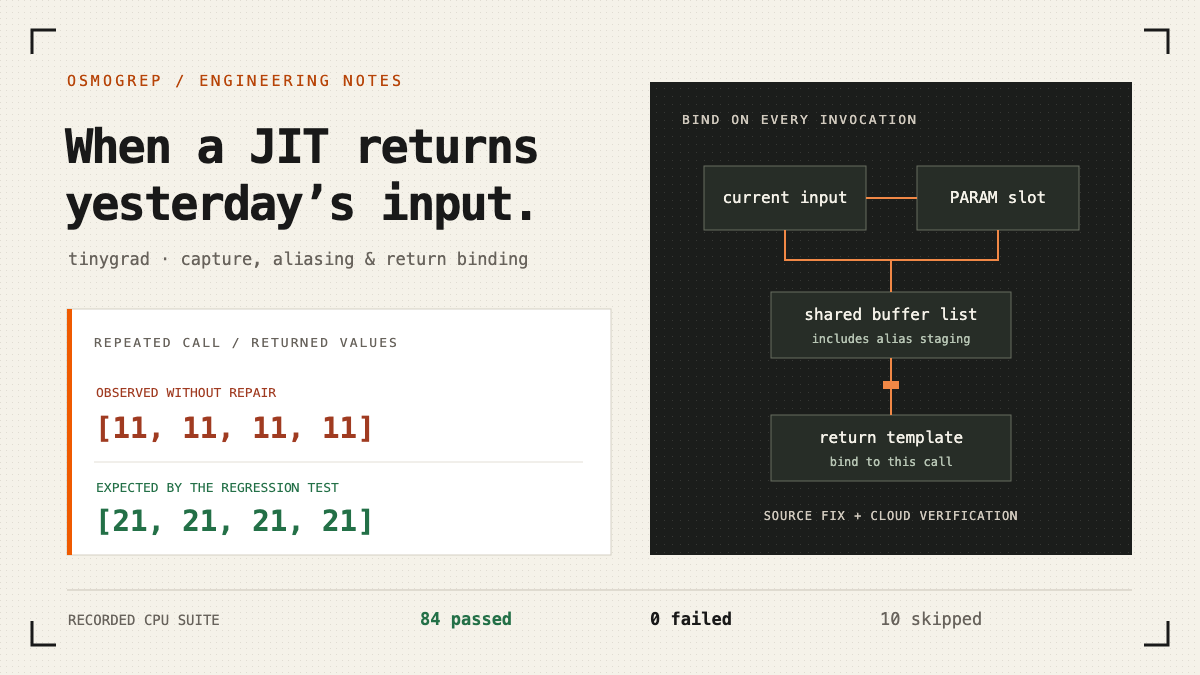 OSMOGREP / ENGINEERING NOTES
When a JIT returns
yesterday’s input.
tinygrad · capture, aliasing & return binding
REPEATED CALL / RETURNED VALUES
OBSERVED WITHOUT REPAIR
[11, 11, 11, 11]
EXPECTED BY THE REGRESSION TEST
[21, 21, 21, 21]
BIND ON EVERY INVOCATION
current input
PARAM slot
shared buffer list
includes alias staging
return template
bind to this call
SOURCE FIX + CLOUD VERIFICATION
RECORDED CPU SUITE
84 passed
0 failed
10 skipped